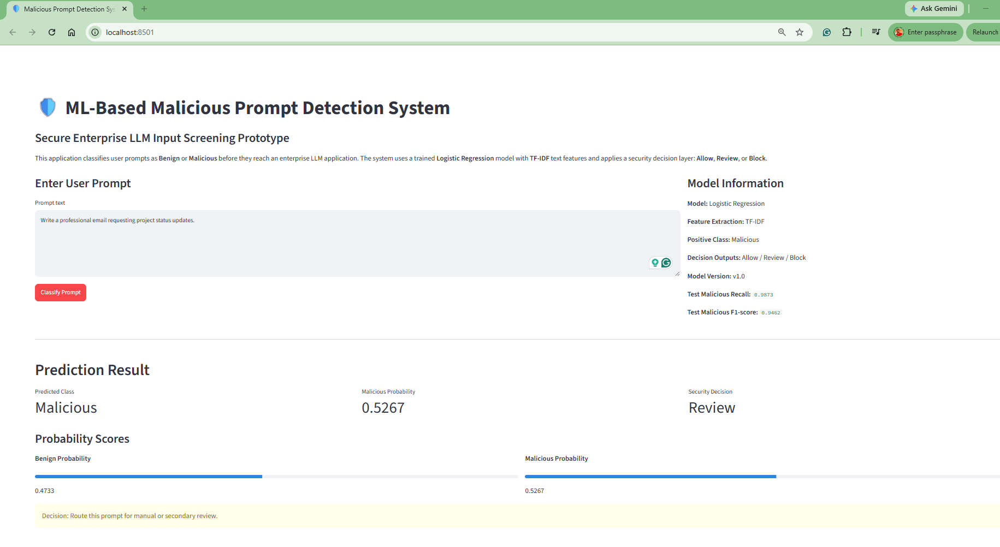 Malicious Prompt Detection Sys
Ask Gemini
localhost:8501
Enter passphrase
Relaunch
ML-Based Malicious Prompt Detection System
Secure Enterprise LLM Input Screening Prototype
This application classifies user prompts as Benign or Malicious before they reach an enterprise LLM application. The system uses a trained Logistic Regression model with TF-IDF text features and applies a security decision layer: Allow, Review, or Block.
Enter User Prompt
Prompt text
Write a professional email requesting project status updates.
Classify Prompt
Model Information
Model: Logistic Regression
Feature Extraction: TF-IDF
Positive Class: Malicious
Decision Outputs: Allow / Review / Block
Model Version: v1.0
Test Malicious Recall: 0.9873
Test Malicious F1-score: 0.9462
Prediction Result
Predicted Class
Malicious
Malicious Probability
0.5267
Security Decision
Review
Probability Scores
Benign Probability
0.4733
Malicious Probability
0.5267
Decision: Route this prompt for manual or secondary review.